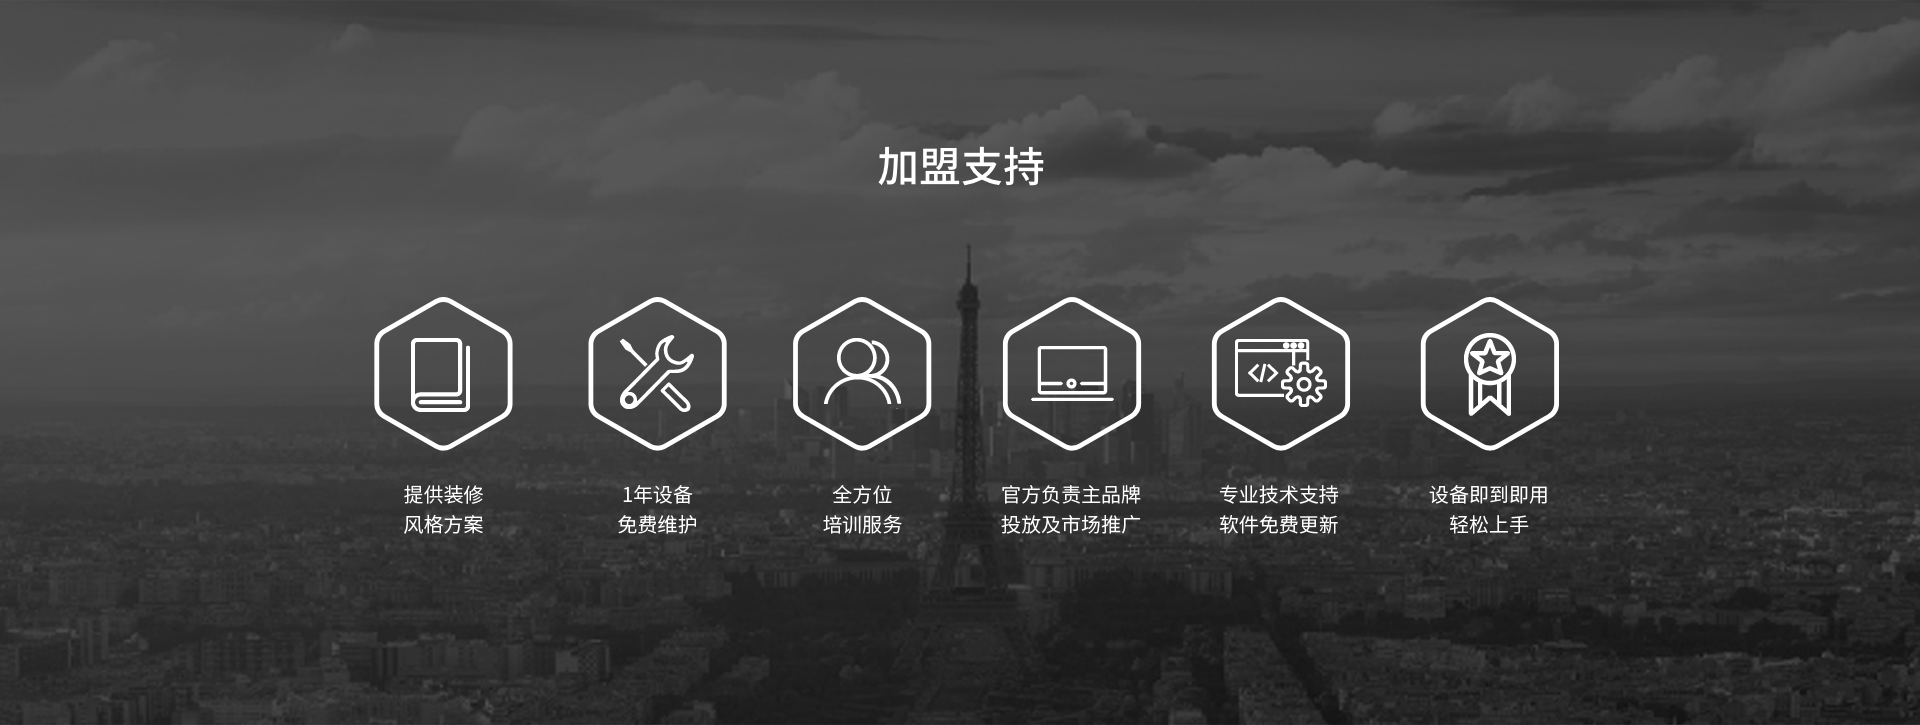 加盟支持
提供装修
风格方案
1年设备
免费维护
全方位
培训服务
官方负责主品牌
投放及市场推广
专业技术支持
软件免费更新
设备即到即用
轻松上手